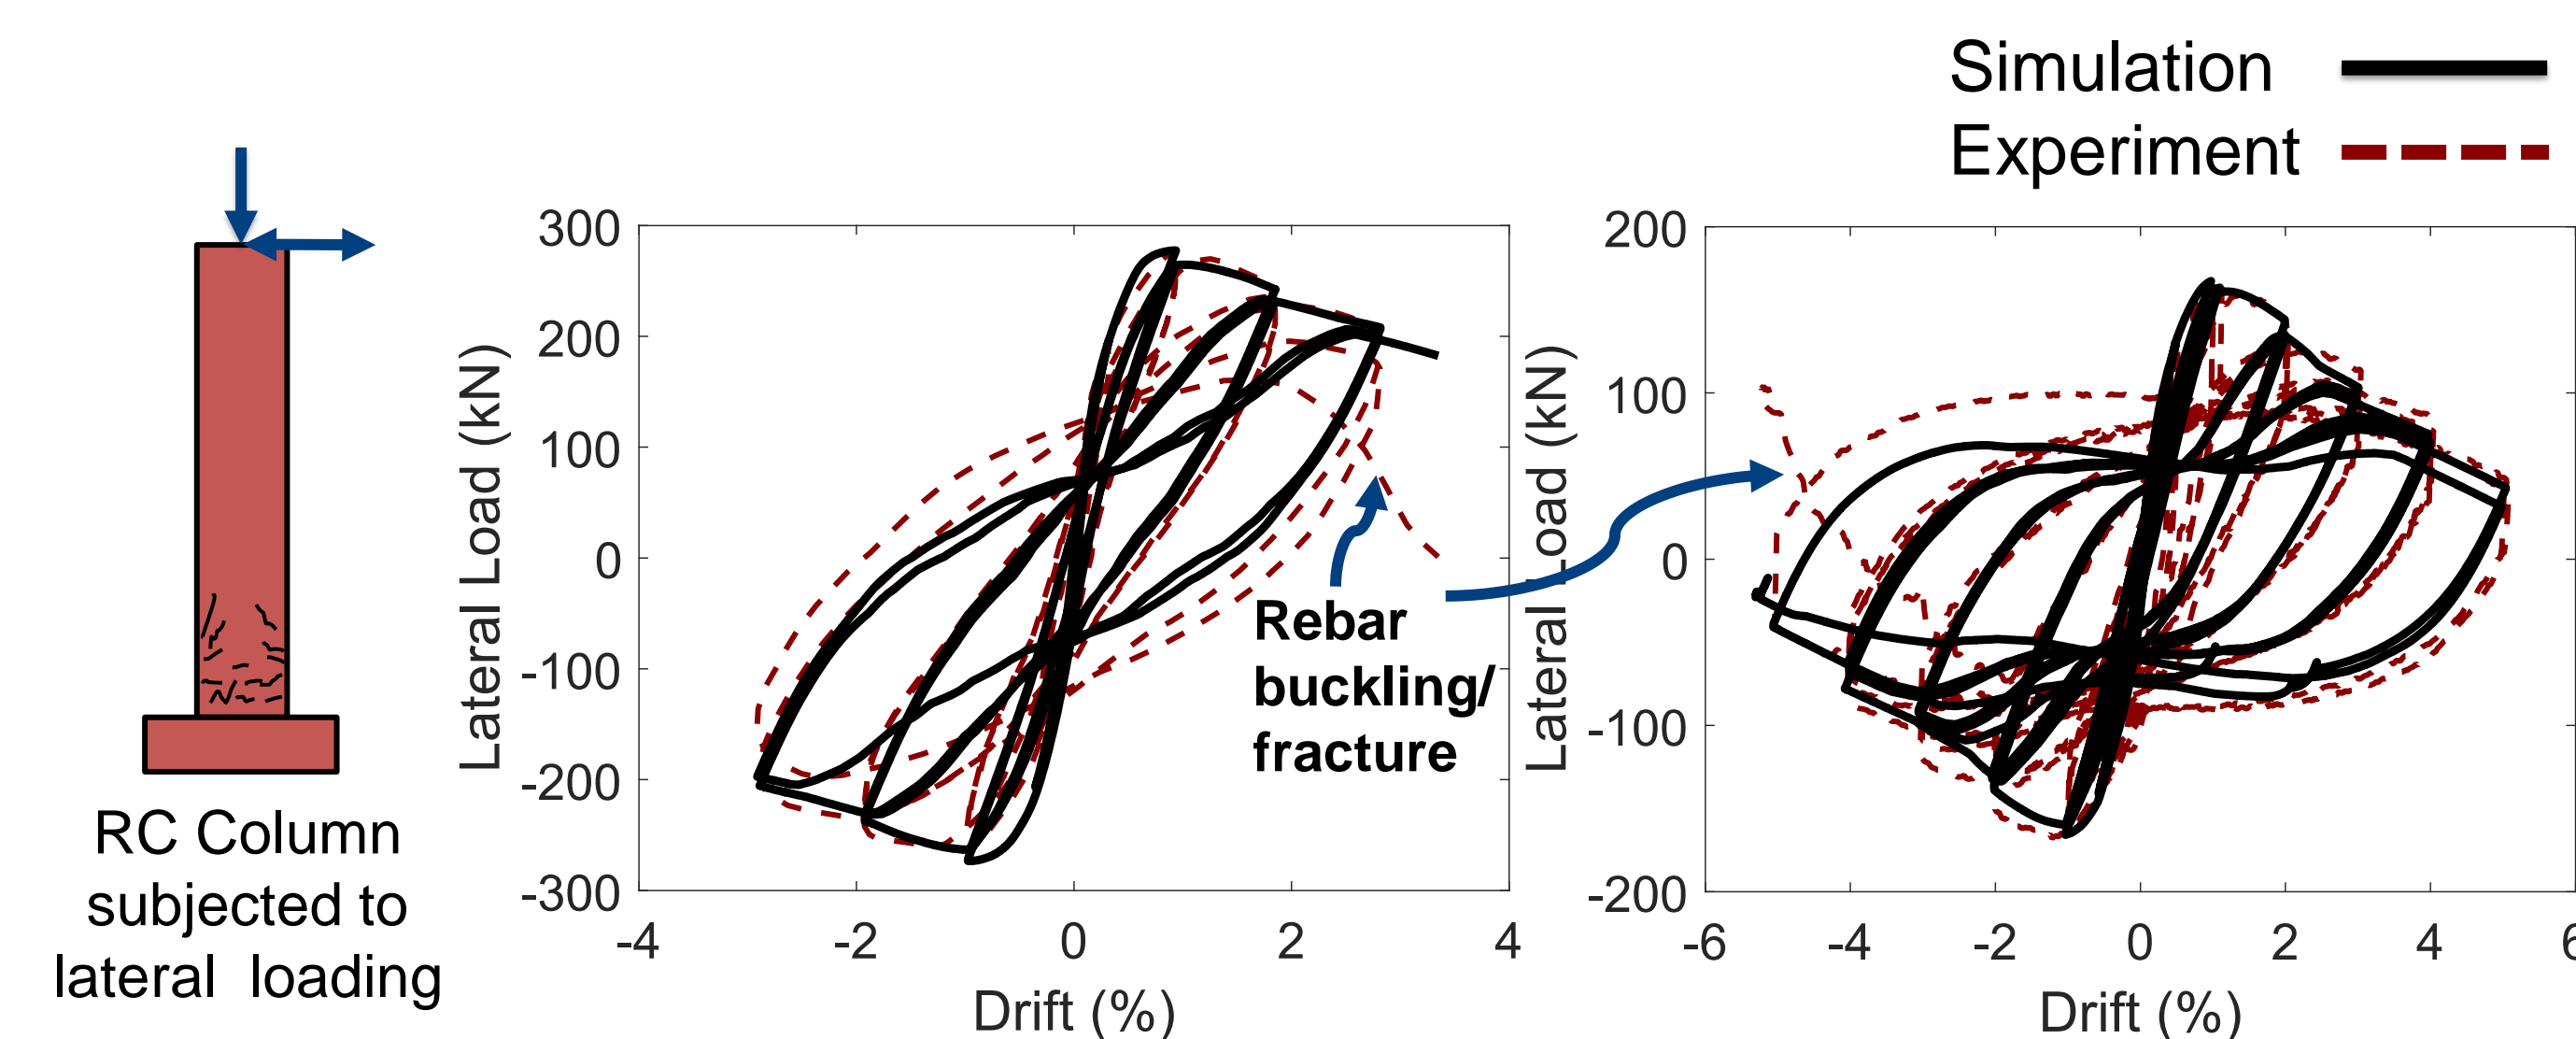 Simulation
Experiment
RC Column
subjected to
lateral loading
Lateral Load (kN)
300
200
100
0
-100
-200
-300
-4
-2
0
2
4
Drift (%)
Rebar
buckling/
fracture
Lateral Load (kN)
200
100
0
-100
-200
-6
-4
-2
0
2
4
6
Drift (%)